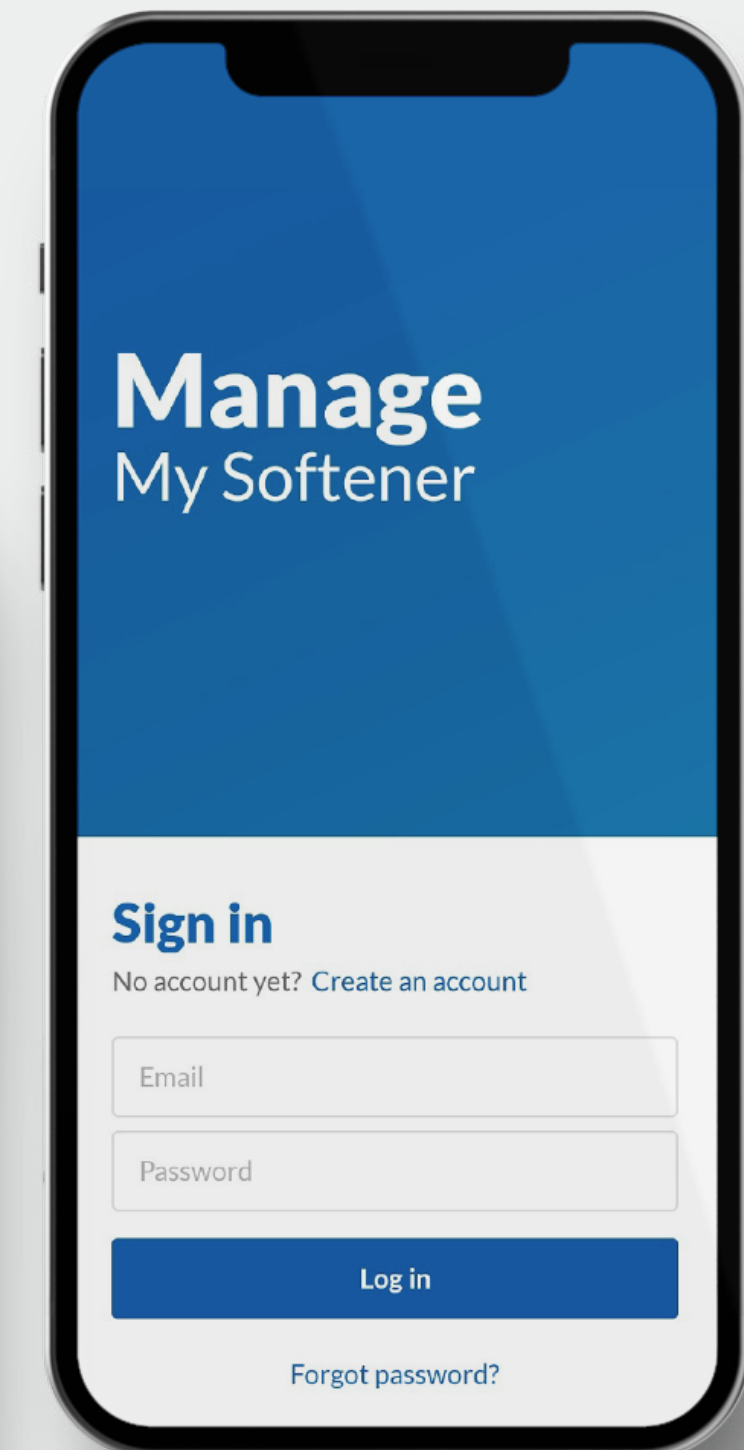 Manage
My Softener
Sign in
No account yet? Create an account
Email
Password
Log in
Forgot password?